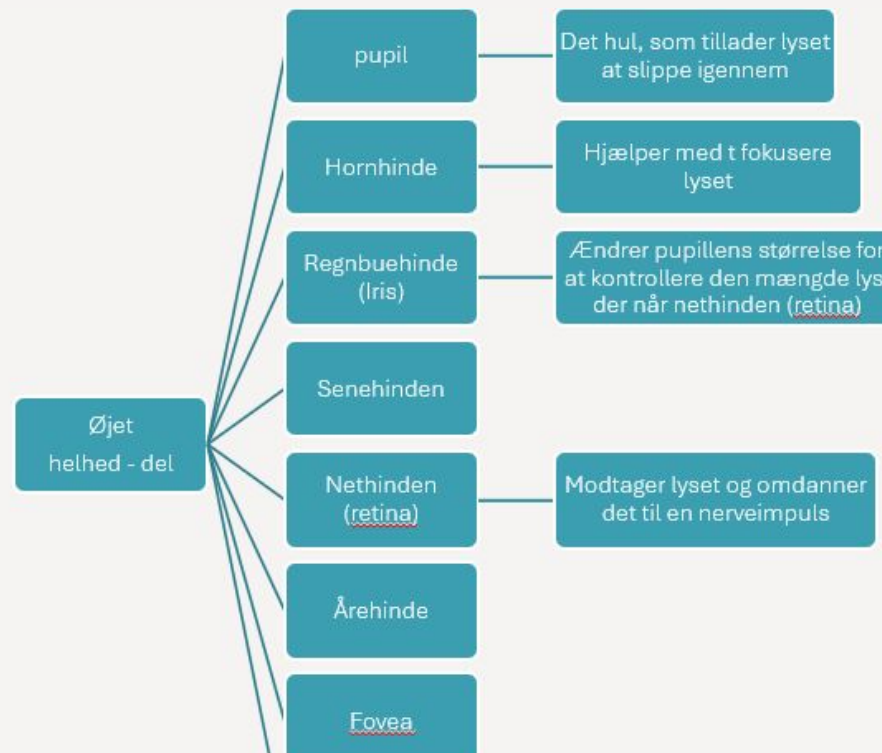 pupil
Det hul, som tillader lyset
at slippe igennem
Hornhinde
Hjælper med t fokusere
lyset
Regnbuehinde
(Iris)
Ændrer pupillens størrelse for
at kontrollere den mængde lys
der når nethinden (retina)
Senehinden
Øjet
helhed - del
Nethinden
(retina)
Modtager lyset og omdanner
det til en nerveimpuls
Årehinde
Fovea